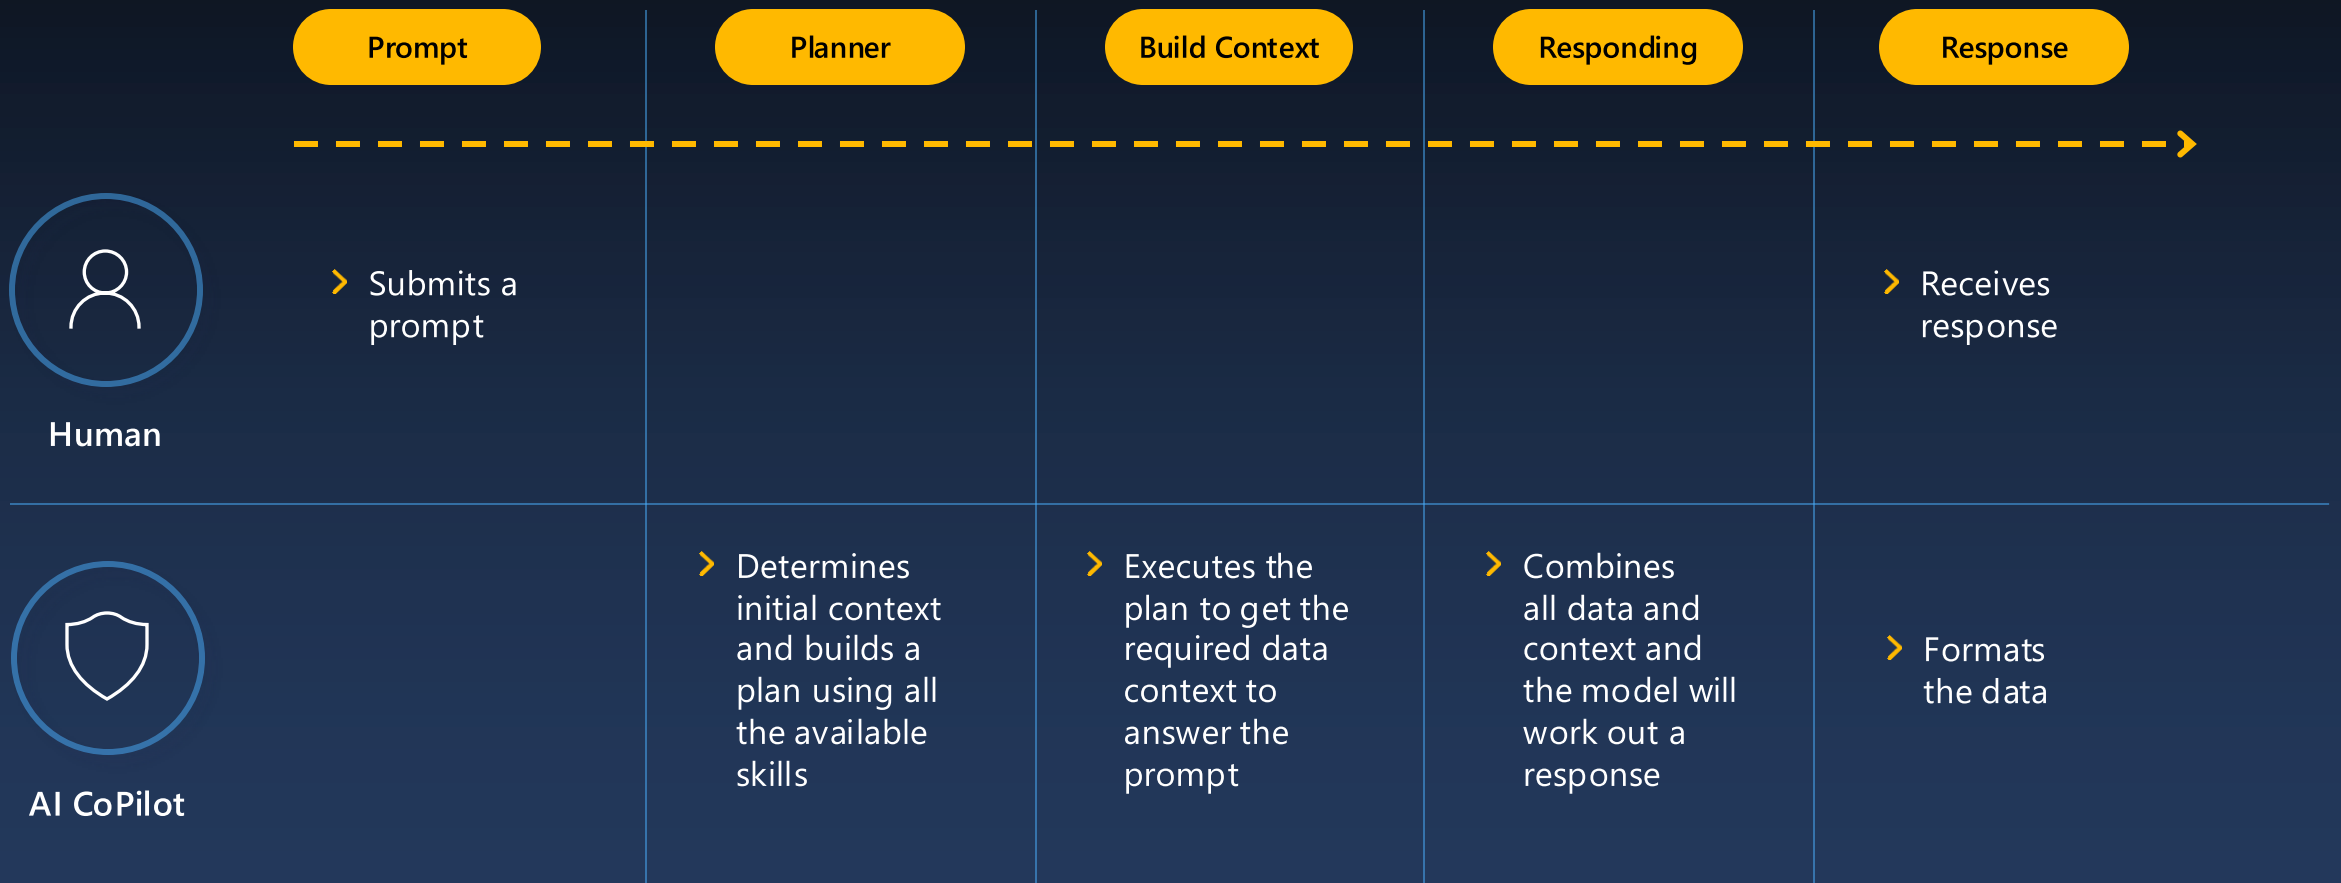 Prompt
Planner
Build Context
Responding
Response
Submits a
prompt
Receives
response
Human
Determines
initial context
and builds a
plan using all
the available
skills
Executes the
plan to get the
required data
context to
answer the
prompt
Combines
all data and
context and
the model will
work out a
response
Formats
the data
AI CoPilot